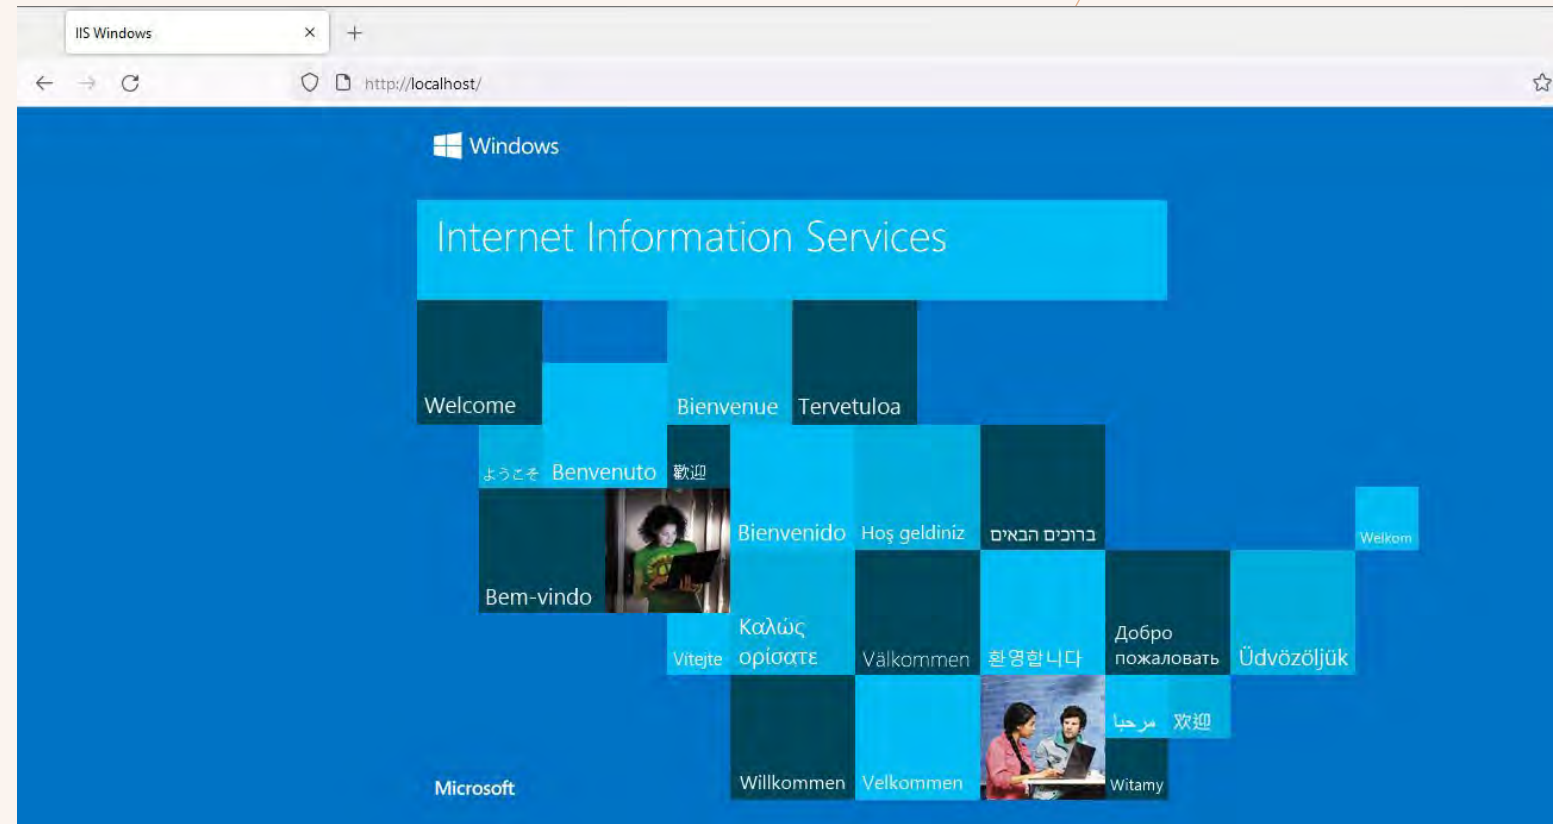 IIS Windows
http://localhost/
Windows
Internet Information Services
Welcome
Bienvenue
Tervetuloa
ようこそ
Benvenuto
歡迎
Bienvenido
Hoş geldiniz
ברוכים הבאים
Welkom
Bem-vindo
Vítejte
Καλώς
ορίσατε
Välkommen
환영합니다
Добро
пожаловать
Üdvözöljük
مرحبا
欢迎
Willkommen
Velkommen
Witamy
Microsoft